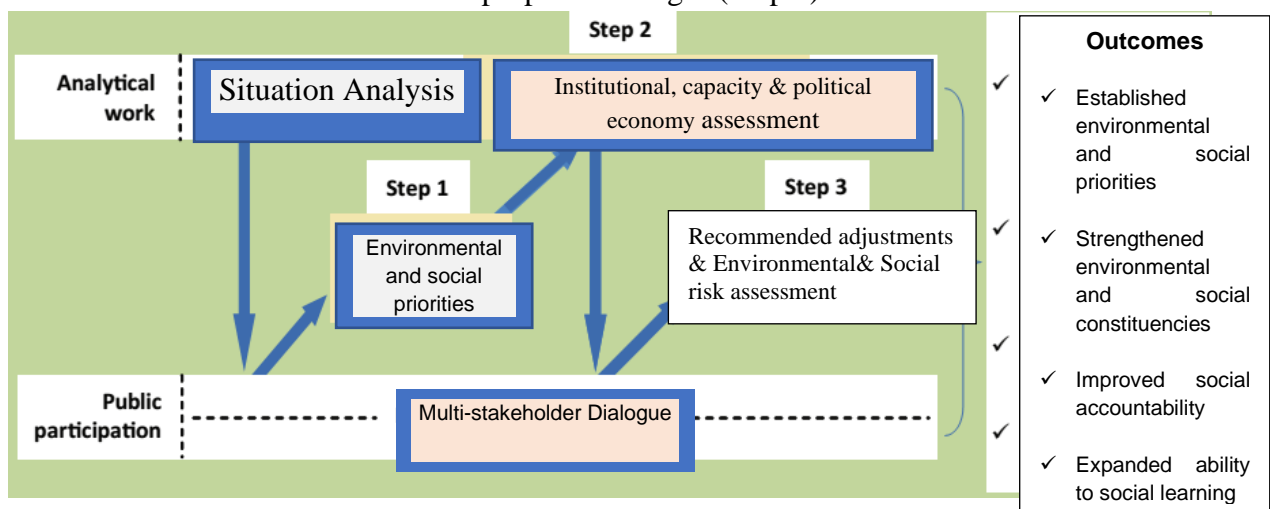 Step 2
Analytical
work
Situation Analysis
Institutional, capacity & political
economy assessment
Step 1
Step 3
Environmental
and social
priorities
Recommended adjustments
& Environmental& Social
risk assessment
Public
participation
Multi-stakeholder Dialogue
Outcomes
✓ Established
environmental
and social
priorities
✓ Strengthened
environmental
and social
constituencies
✓ Improved social
accountability
✓ Expanded ability
to social learning